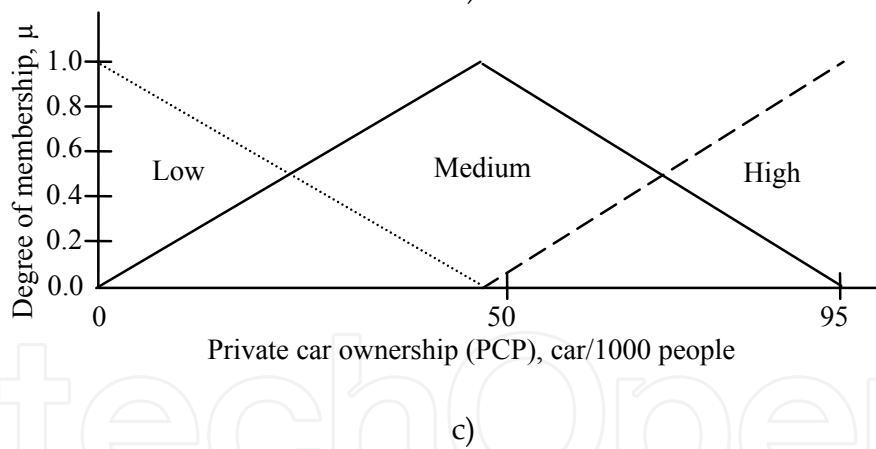 Degree of membership, μ
1.0
0.8
0.6
0.4
0.2
0.0
Low
Medium
High
0
50
95
Private car ownership (PCP), car/1000 people
c)